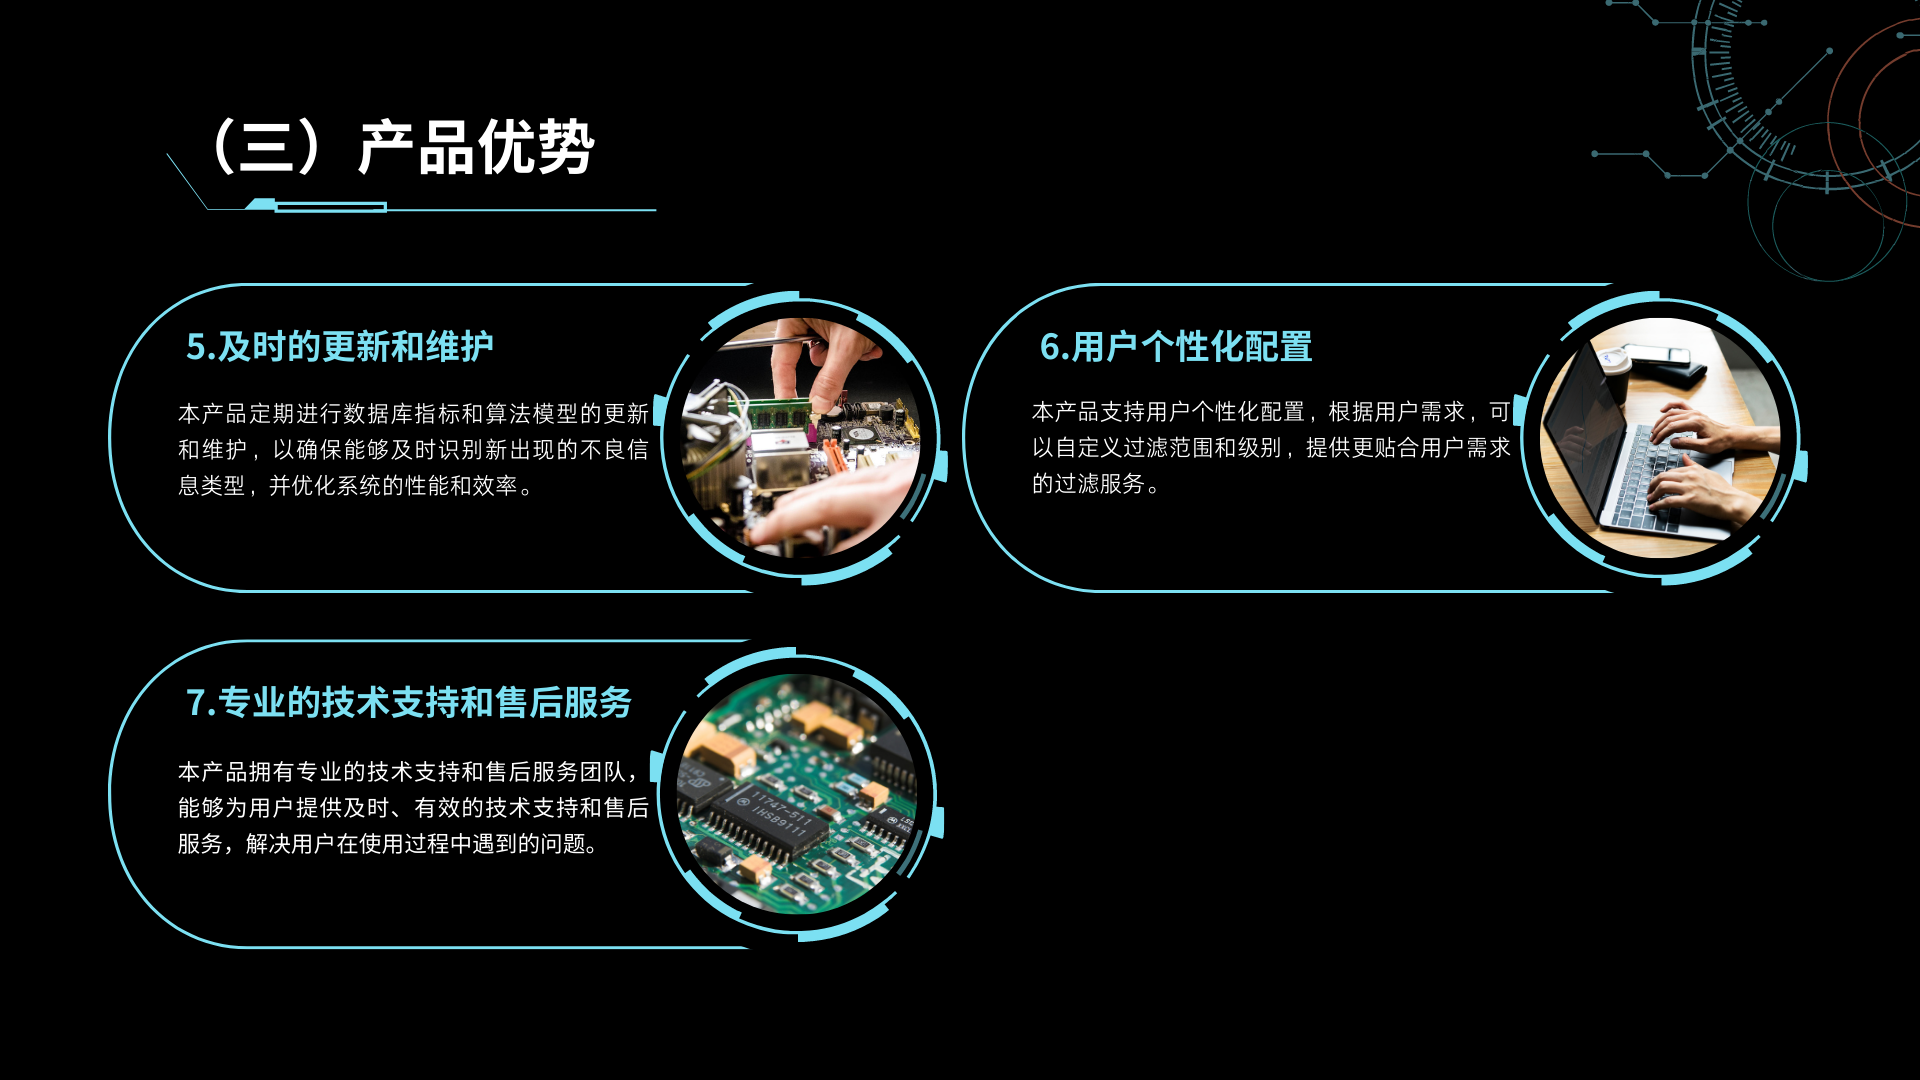 （三）产品优势
5.及时的更新和维护
本产品定期进行数据库指标和算法模型的更新
和维护，以确保能够及时识别新出现的不良信
息类型，并优化系统的性能和效率。
6.用户个性化配置
本产品支持用户个性化配置，根据用户需求，可
以自定义过滤范围和级别，提供更贴合用户需求
的过滤服务。
7.专业的技术支持和售后服务
本产品拥有专业的技术支持和售后服务团队，
能够为用户提供及时、有效的技术支持和售后
服务，解决用户在使用过程中遇到的问题。
11747-511
1HS89111